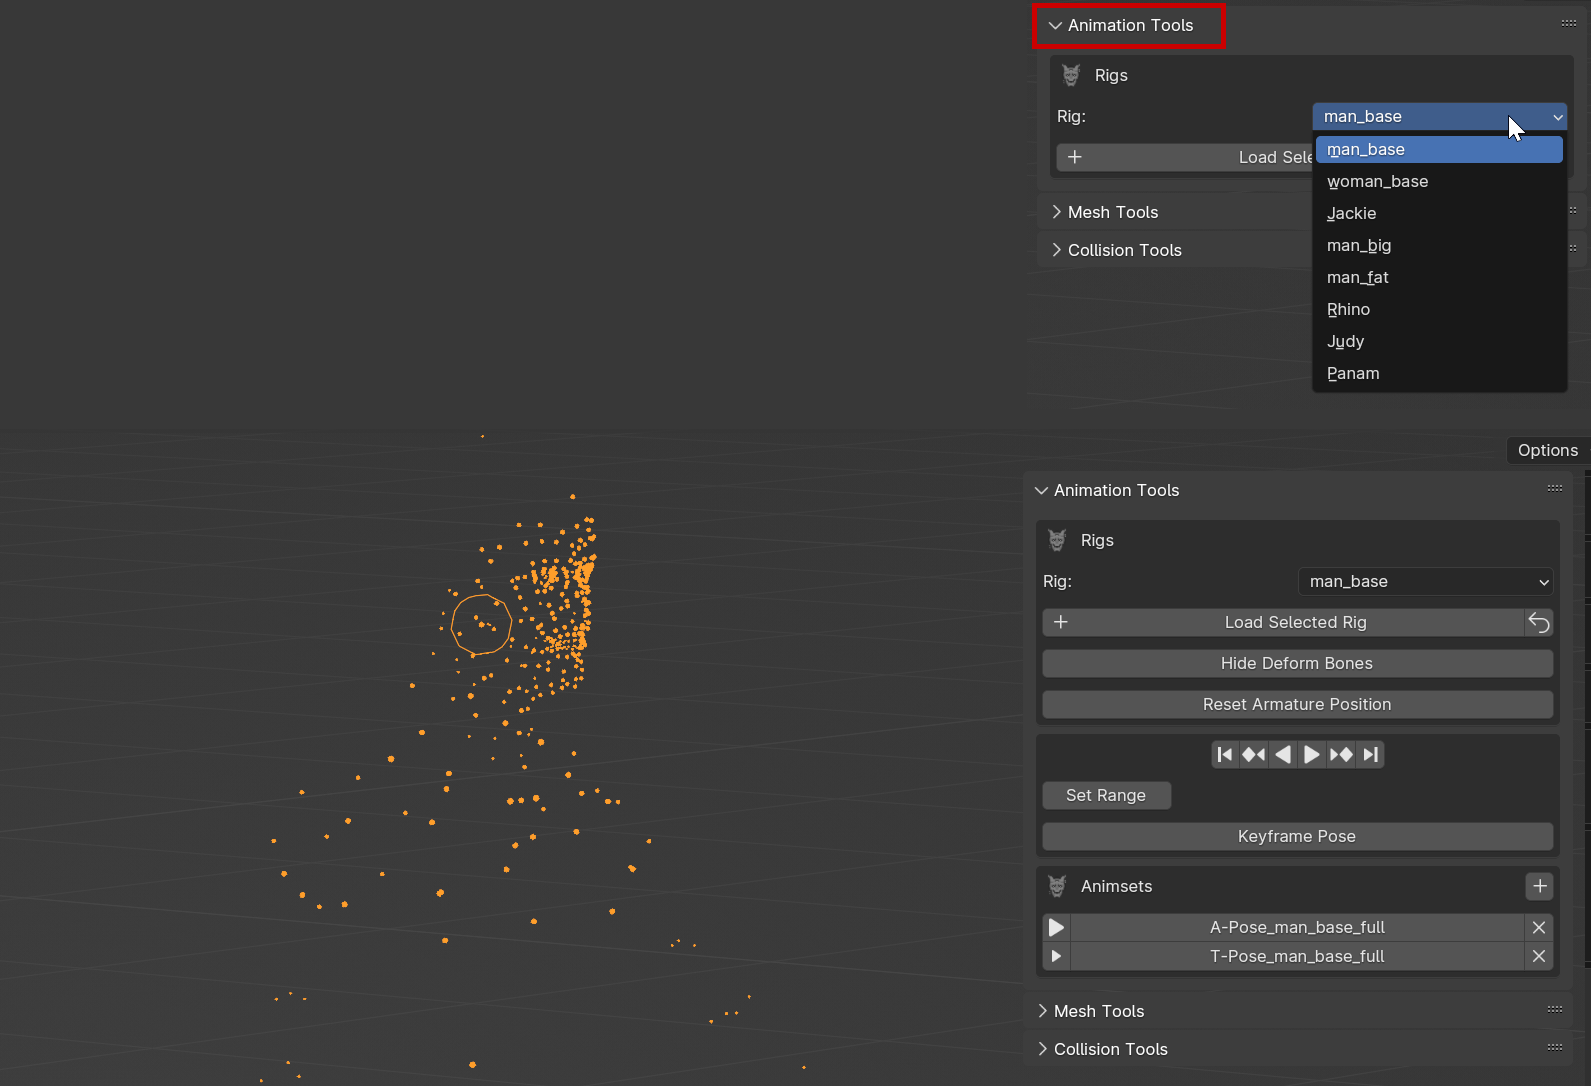 Animation Tools
Rigs
Rig:
man_base
Load Sele
man_base
woman_base
Jackie
man_big
man_fat
Rhino
Judy
Panam
Mesh Tools
Collision Tools
Options
Animation Tools
Rigs
Rig:
man_base
Load Selected Rig
Hide Deform Bones
Reset Armature Position
Set Range
Keyframe Pose
Animsets
A-Pose_man_base_full
T-Pose_man_base_full
Mesh Tools
Collision Tools